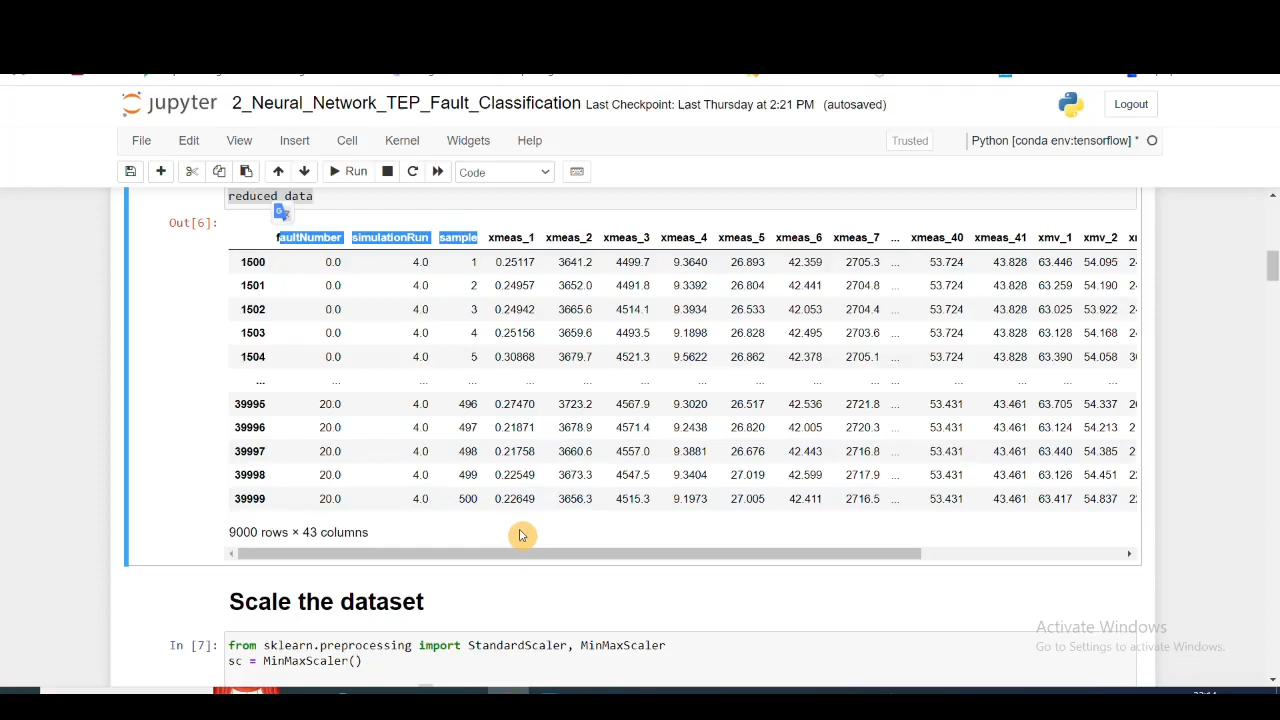 jupyter 2_Neural_Network_TEP_Fault_Classification Last Checkpoint: Last Thursday at 2:21 PM (autosaved) Logout
File Edit View Insert Cell Kernel Widgets Help Trusted Python [conda env:tensorflow] *
Run Code
reduced data
Out[6]:
faultNumber simulationRun sample xmeas_1 xmeas_2 xmeas_3 xmeas_4 xmeas_5 xmeas_6 xmeas_7 ... xmeas_40 xmeas_41 xmv_1 xmv_2
1500 0.0 4.0 1 0.25117 3641.2 4499.7 9.3640 26.893 42.359 2705.3 ... 53.724 43.828 63.446 54.095
1501 0.0 4.0 2 0.24957 3652.0 4491.8 9.3392 26.804 42.441 2704.8 ... 53.724 43.828 63.259 54.190
1502 0.0 4.0 3 0.24942 3665.6 4514.1 9.3934 26.533 42.053 2704.4 ... 53.724 43.828 63.025 53.922
1503 0.0 4.0 4 0.25156 3659.6 4493.5 9.1898 26.828 42.495 2703.6 ... 53.724 43.828 63.128 54.168
1504 0.0 4.0 5 0.30868 3679.7 4521.3 9.5622 26.862 42.378 2705.1 ... 53.724 43.828 63.390 54.058
... ... ... ... ... ... ... ... ... ... ... ... ... ... ... ...
39995 20.0 4.0 496 0.27470 3723.2 4567.9 9.3020 26.517 42.536 2721.8 ... 53.431 43.461 63.705 54.337
39996 20.0 4.0 497 0.21871 3678.9 4571.4 9.2438 26.820 42.005 2720.3 ... 53.431 43.461 63.124 54.213
39997 20.0 4.0 498 0.21758 3660.6 4557.0 9.3881 26.676 42.443 2716.8 ... 53.431 43.461 63.440 54.385
39998 20.0 4.0 499 0.22549 3673.3 4547.5 9.3404 27.019 42.599 2717.9 ... 53.431 43.461 63.126 54.451
39999 20.0 4.0 500 0.22649 3656.3 4515.3 9.1973 27.005 42.411 2716.5 ... 53.431 43.461 63.417 54.837
9000 rows × 43 columns
Scale the dataset
In [7]: from sklearn.preprocessing import StandardScaler, MinMaxScaler
sc = MinMaxScaler()
Activate Windows
Go to Settings to activate Windows.